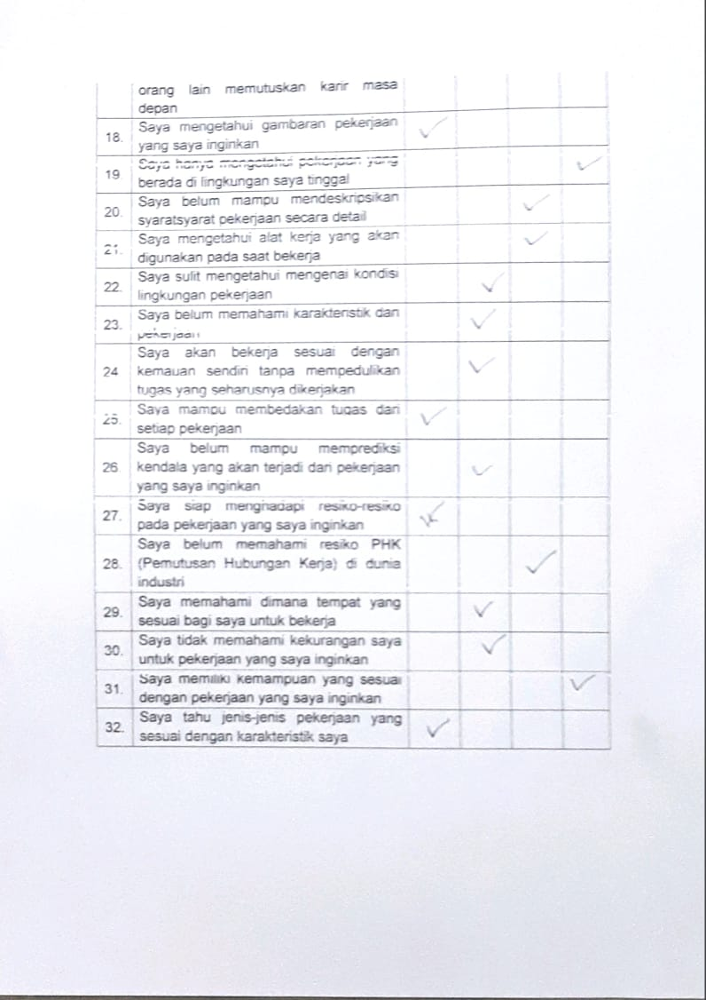 orang lain memutuskan karir masa
depan
18. Saya mengetahui gambaran pekerjaan
yang saya inginkan
19 Saya hanya mengetahui pekerjaan yang
berada di lingkungan saya tinggal
20. Saya belum mampu mendeskripsikan
syaratsyarat pekerjaan secara detail
21. Saya mengetahui alat kerja yang akan
digunakan pada saat bekerja
22. Saya sulit mengetahui mengenai kondisi
lingkungan pekerjaan
23. Saya belum memahami karakteristik dari
pekerjaan
24 Saya akan bekerja sesuai dengan
kemauan sendiri tanpa mempedulikan
tugas yang seharusnya dikerjakan
25. Saya mampu membedakan tugas dari
setiap pekerjaan
26. Saya belum mampu memprediksi
kendala yang akan terjadi dari pekerjaan
yang saya inginkan
27. Saya siap menghadapi resiko-resiko
pada pekerjaan yang saya inginkan
28. Saya belum memahami resiko PHK
(Pemutusan Hubungan Kerja) di dunia
industri
29. Saya memahami dimana tempat yang
sesuai bagi saya untuk bekerja
30. Saya tidak memahami kekurangan saya
untuk pekerjaan yang saya inginkan
31. Saya memiliki kemampuan yang sesuai
dengan pekerjaan yang saya inginkan
32. Saya tahu jenis-jenis pekerjaan yang
sesuai dengan karakteristik saya